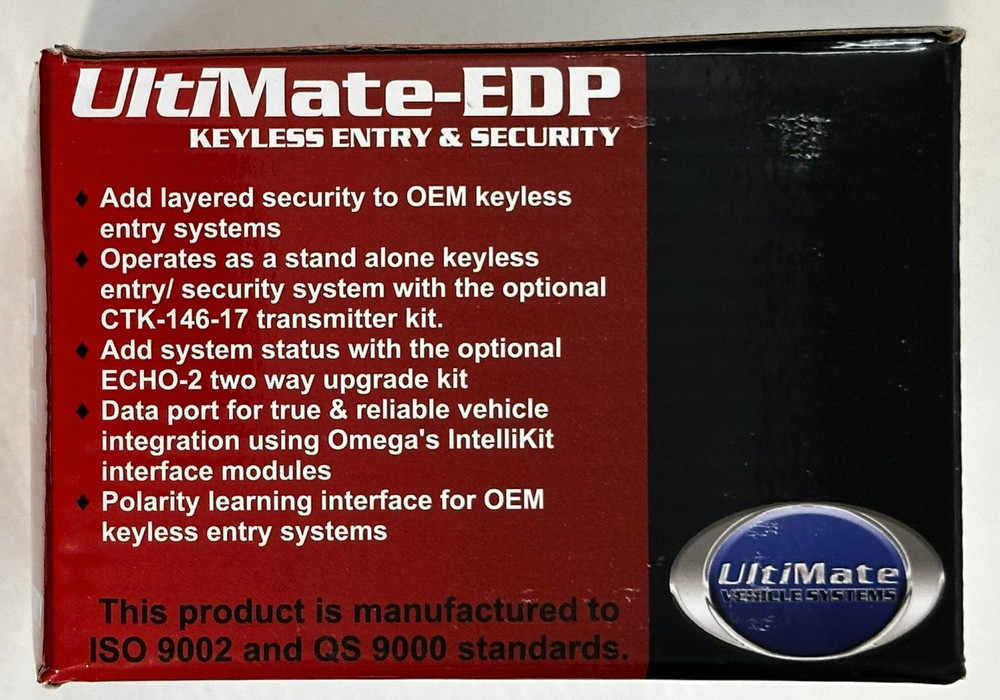 UltiMate-EDP
KEYLESS ENTRY & SECURITY
♦ Add layered security to OEM keyless
entry systems
♦ Operates as a stand alone keyless
entry/ security system with the optional
CTK-146-17 transmitter kit.
♦ Add system status with the optional
ECHO-2 two way upgrade kit
♦ Data port for true & reliable vehicle
integration using Omega's IntelliKit
interface modules
♦ Polarity learning interface for OEM
keyless entry systems
This product is manufactured to
ISO 9002 and QS 9000 standards.
UltiMate
VEHICLE SYSTEMS